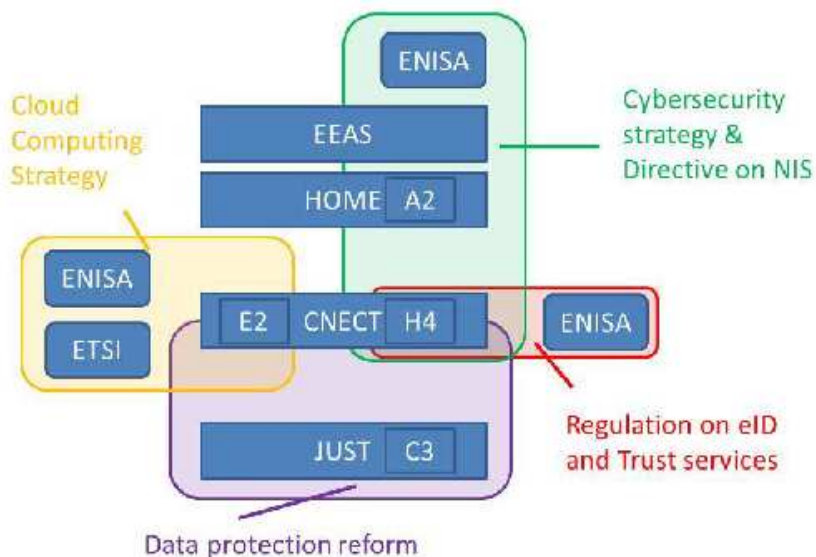 ENISA
Cloud
Computing
Strategy
EEAS
Cybersecurity
strategy &
Directive on NIS
HOME A2
ENISA
ETSI
E2 CNECT H4
ENISA
JUST C3
Regulation on eID
and Trust services
Data protection reform